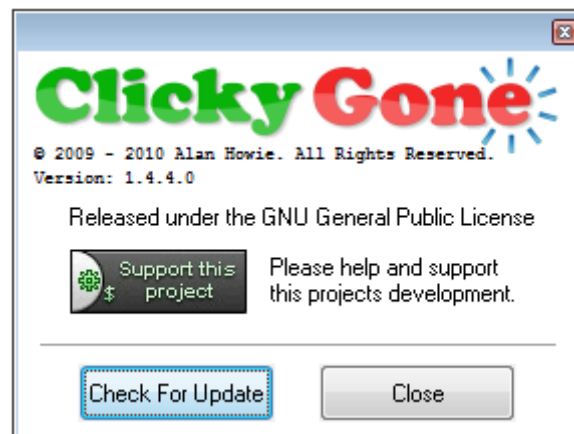 Clicky Gone
© 2009 - 2010 Alan Howie. All Rights Reserved.
Version: 1.4.4.0
Released under the GNU General Public License
Support this
$ project
Please help and support
this projects development.
Check For Update
Close